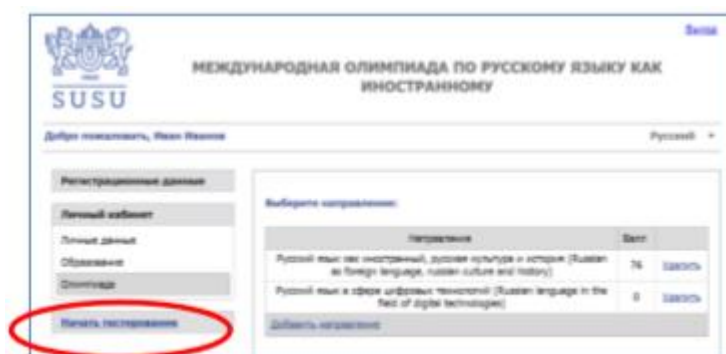 Выход
SUSU
МЕЖДУНАРОДНАЯ ОЛИМПИАДА ПО РУССКОМУ ЯЗЫКУ КАК
ИНОСТРАННОМУ
Добро пожаловать, Иван Иванов
Русский
Регистрационные данные
Личный кабинет
Личные данные
Образование
Олимпиада
Начать тестирование
Выберите направление:
Направление Балл
Русский язык как иностранный, русская культура и история (Russian
as foreign language, russian culture and history) 76 Удалить
Русский язык в сфере цифровых технологий (Russian language in the
field of digital technologies) 0 Удалить
Добавить направление